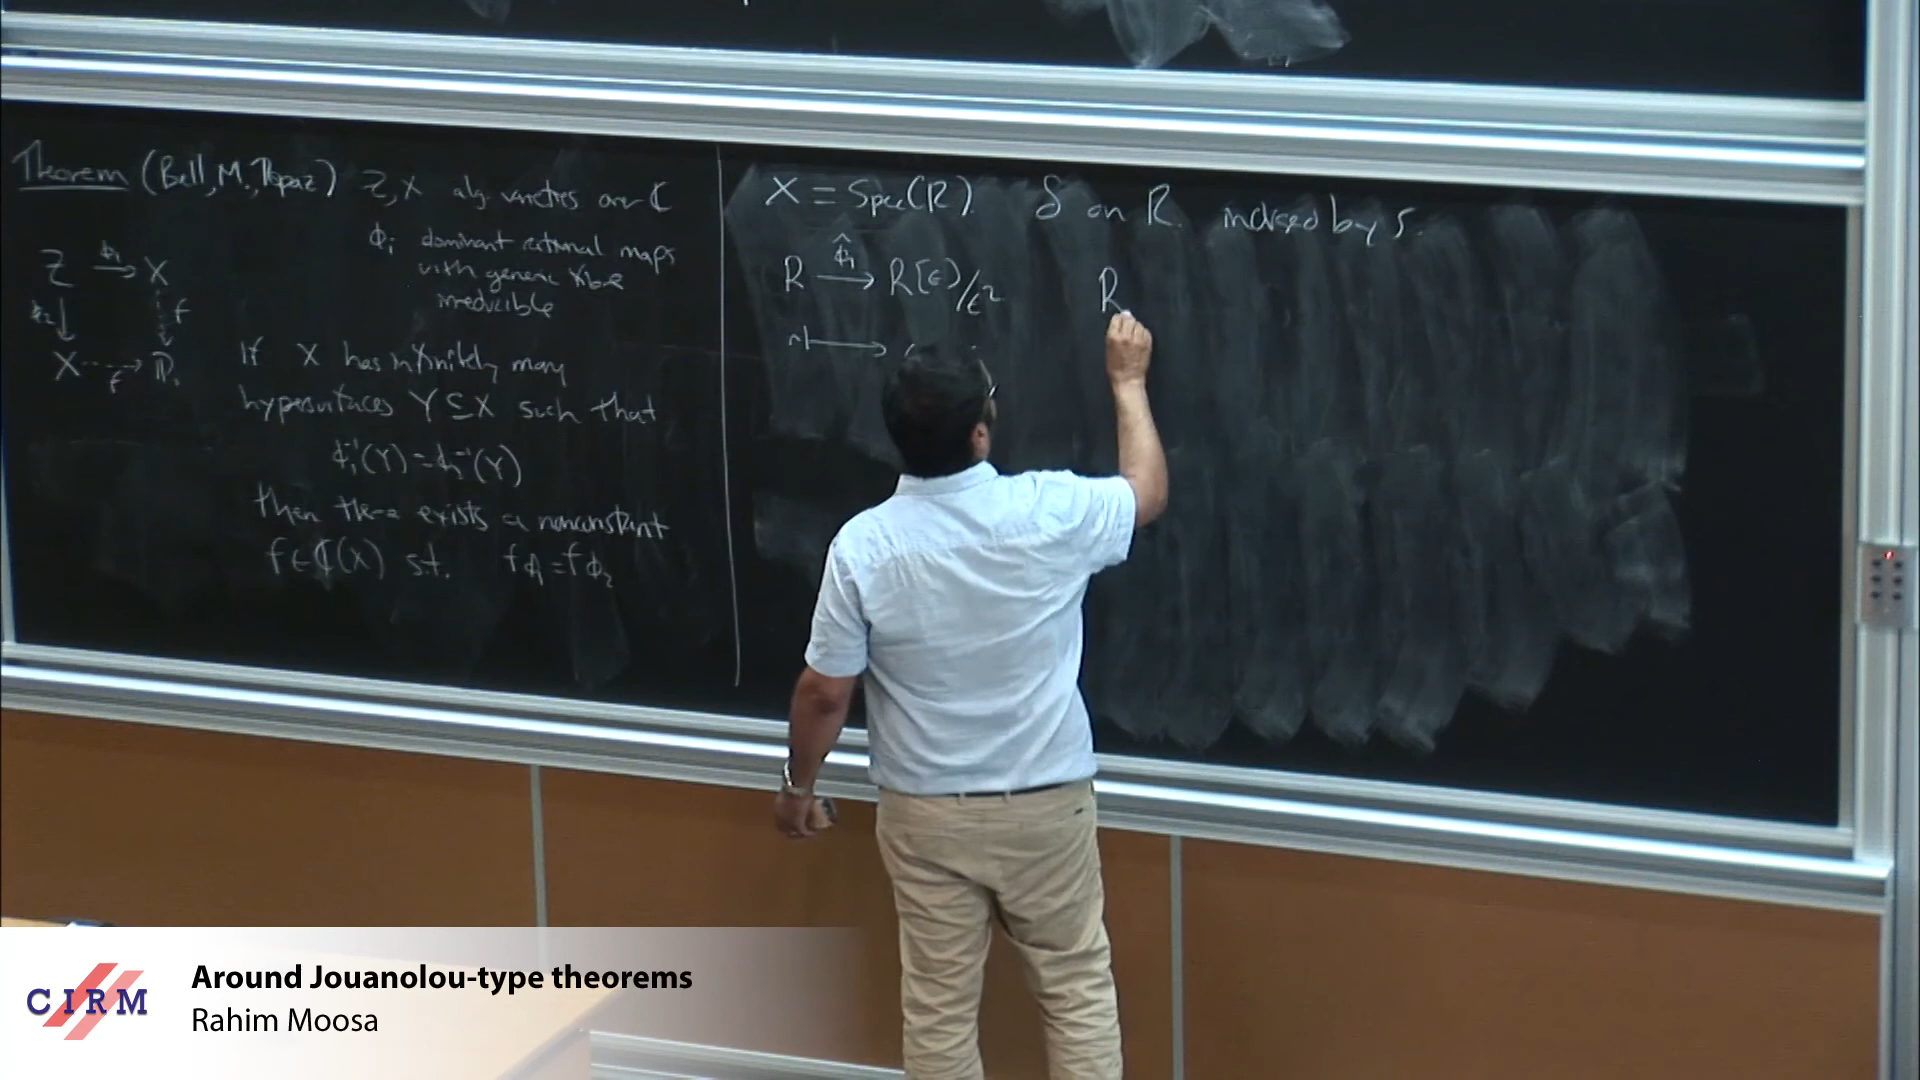 Theorem (Bell, M., Topaz) Z, X alg. varieties over ℂ
ϕᵢ dominant rational maps
with generic fibre
irreducible
Z ϕ₁→ X
ϕ₂↓ ⇣ f
X ⇢ ℙ₁
f
If X has infinitely many
hypersurfaces Y ⊆ X such that
ϕ₁⁻¹(Y) = ϕ₂⁻¹(Y)
then there exists a nonconstant
f ∈ ℂ(X) s.t. fϕ₁ = fϕ₂
X = Spec(R). δ on R. induced by s.
R ϕ̂₁→ R[ε]/ε² R
r ↦
CIRM
Around Jouanolou-type theorems
Rahim Moosa